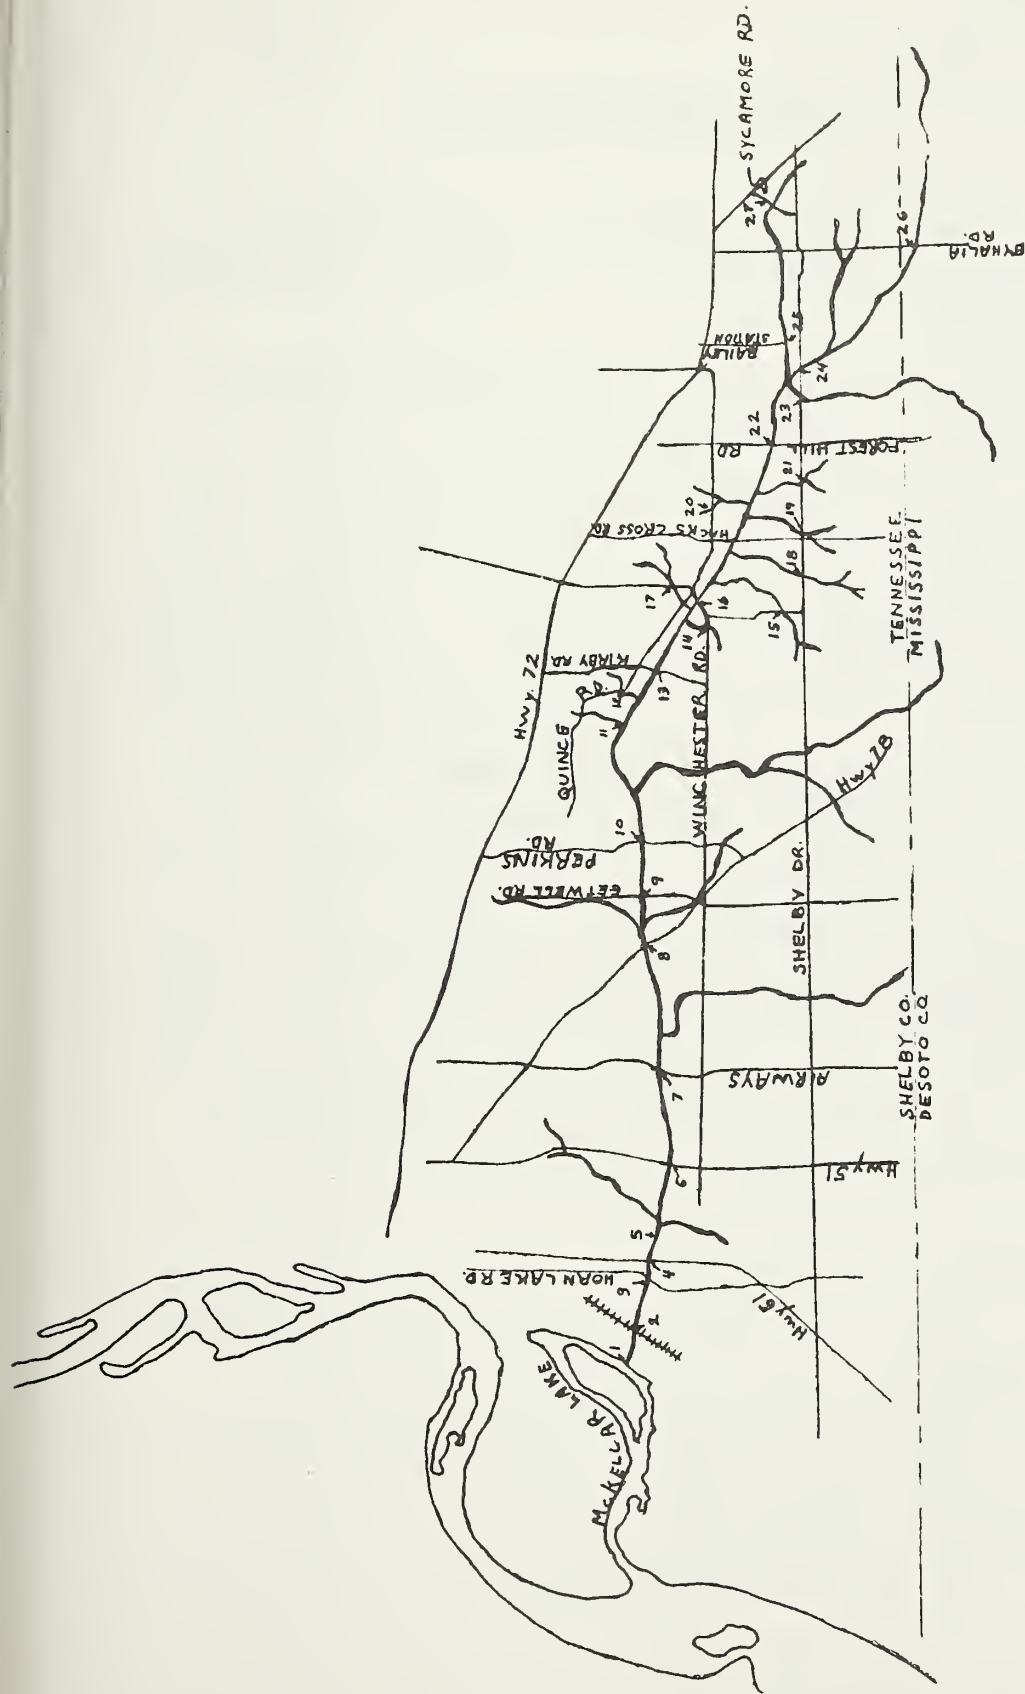 SYCAMORE RD.
27
BYHALIA
RD.
26
BAILEY
STATION
25
24
23
22
FOREST HILL RD
21
20
19
HACKS CROSS RD.
18
17
16
15
14
TENNESSEE
MISSISSIPPI
KIRBY RD
13
12
11
Hwy. 72
QUINCE RD.
WINCHESTER RD.
Hwy 78
10
PERKINS
RD.
9
GETWELL RD.
8
SHELBY DR.
7
AIRWAYS
SHELBY CO.
DESOTO CO
6
Hwy 51
5
4
HORN LAKE RD.
Hwy 61
2
1
McKELLAR LAKE